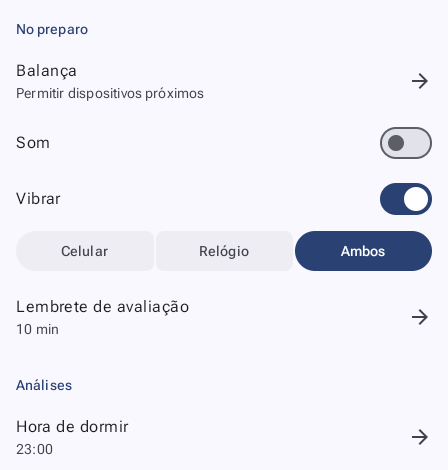 No preparo
Balança
Permitir dispositivos próximos
Som
Vibrar
Celular Relógio Ambos
Lembrete de avaliação
10 min
Análises
Hora de dormir
23:00